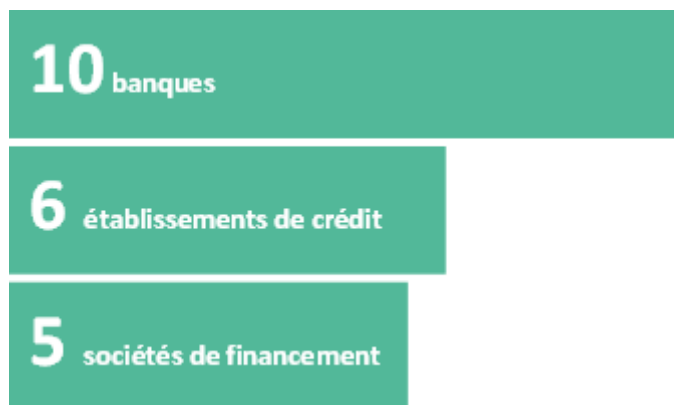 10 banques
6 établissements de crédit
5 sociétés de financement